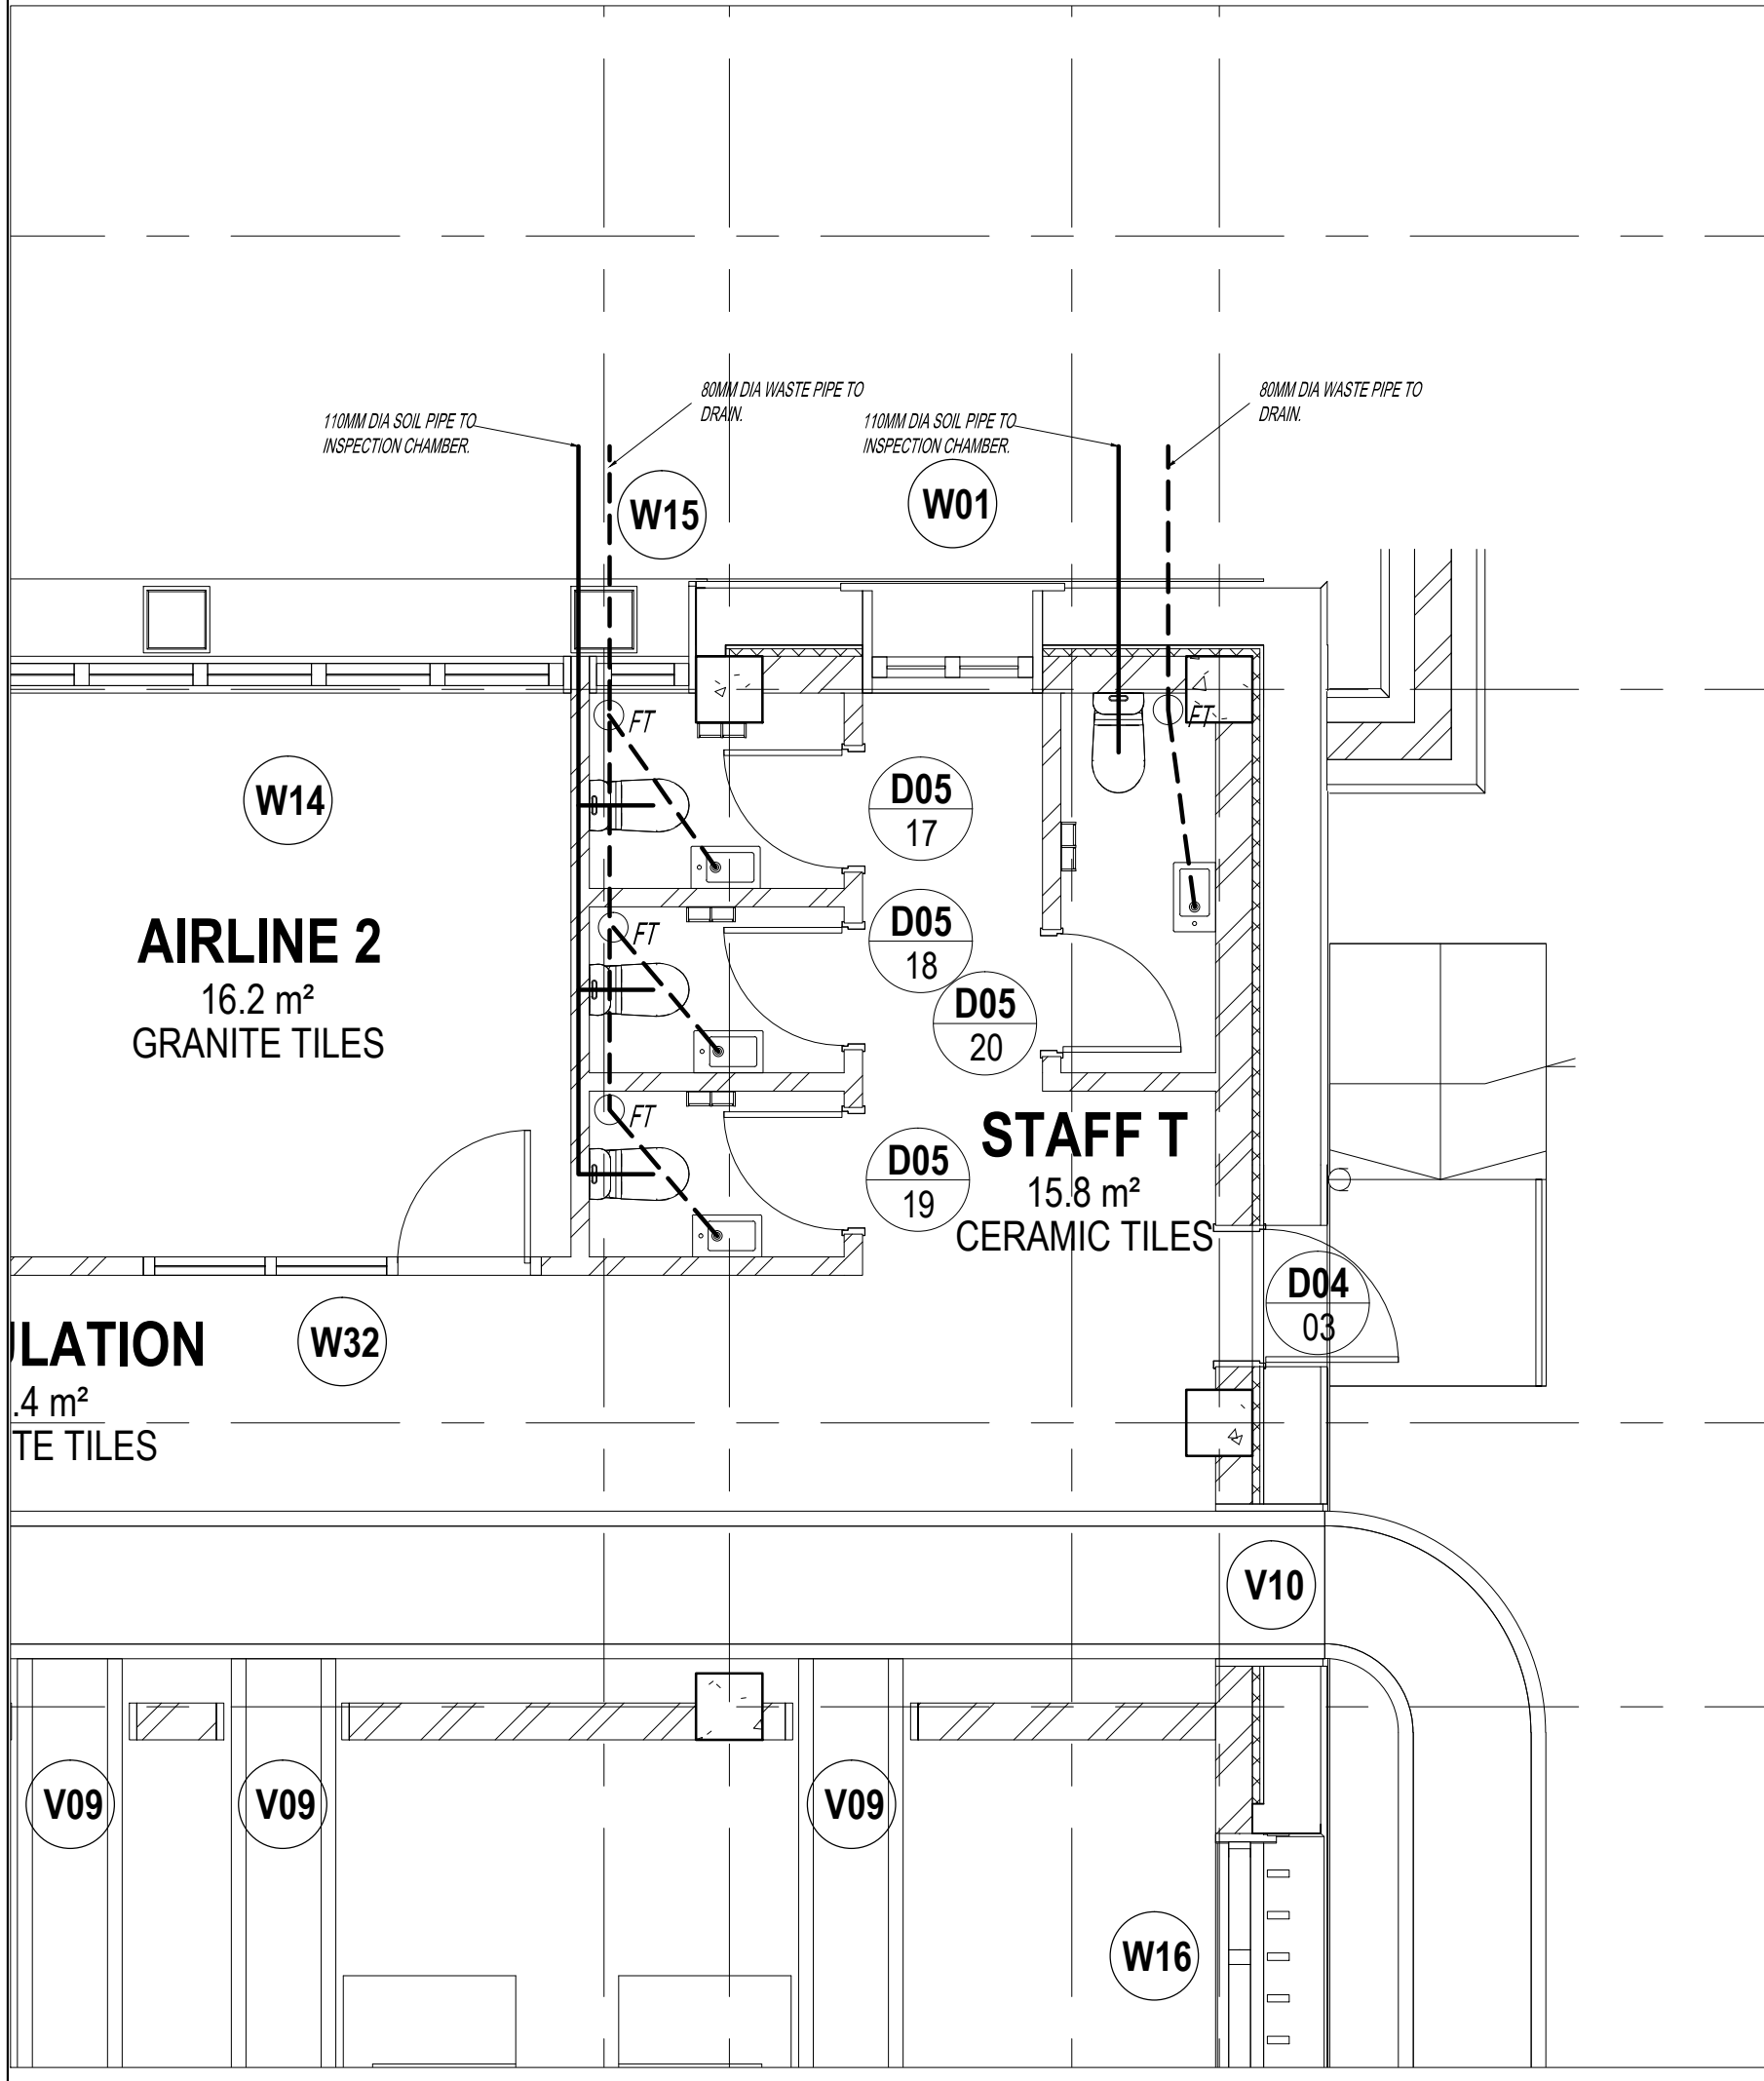 80MM DIA WASTE PIPE TO
DRAIN.
80MM DIA WASTE PIPE TO
DRAIN.
110MM DIA SOIL PIPE TO
INSPECTION CHAMBER.
110MM DIA SOIL PIPE TO
INSPECTION CHAMBER.
W15
W01
FT
FT
W14
D05
17
AIRLINE 2
16.2 m²
GRANITE TILES
FT
D05
18
D05
20
FT
STAFF T
15.8 m²
CERAMIC TILES
D05
19
D04
03
ULATION
.4 m²
TE TILES
W32
V10
V09
V09
V09
W16